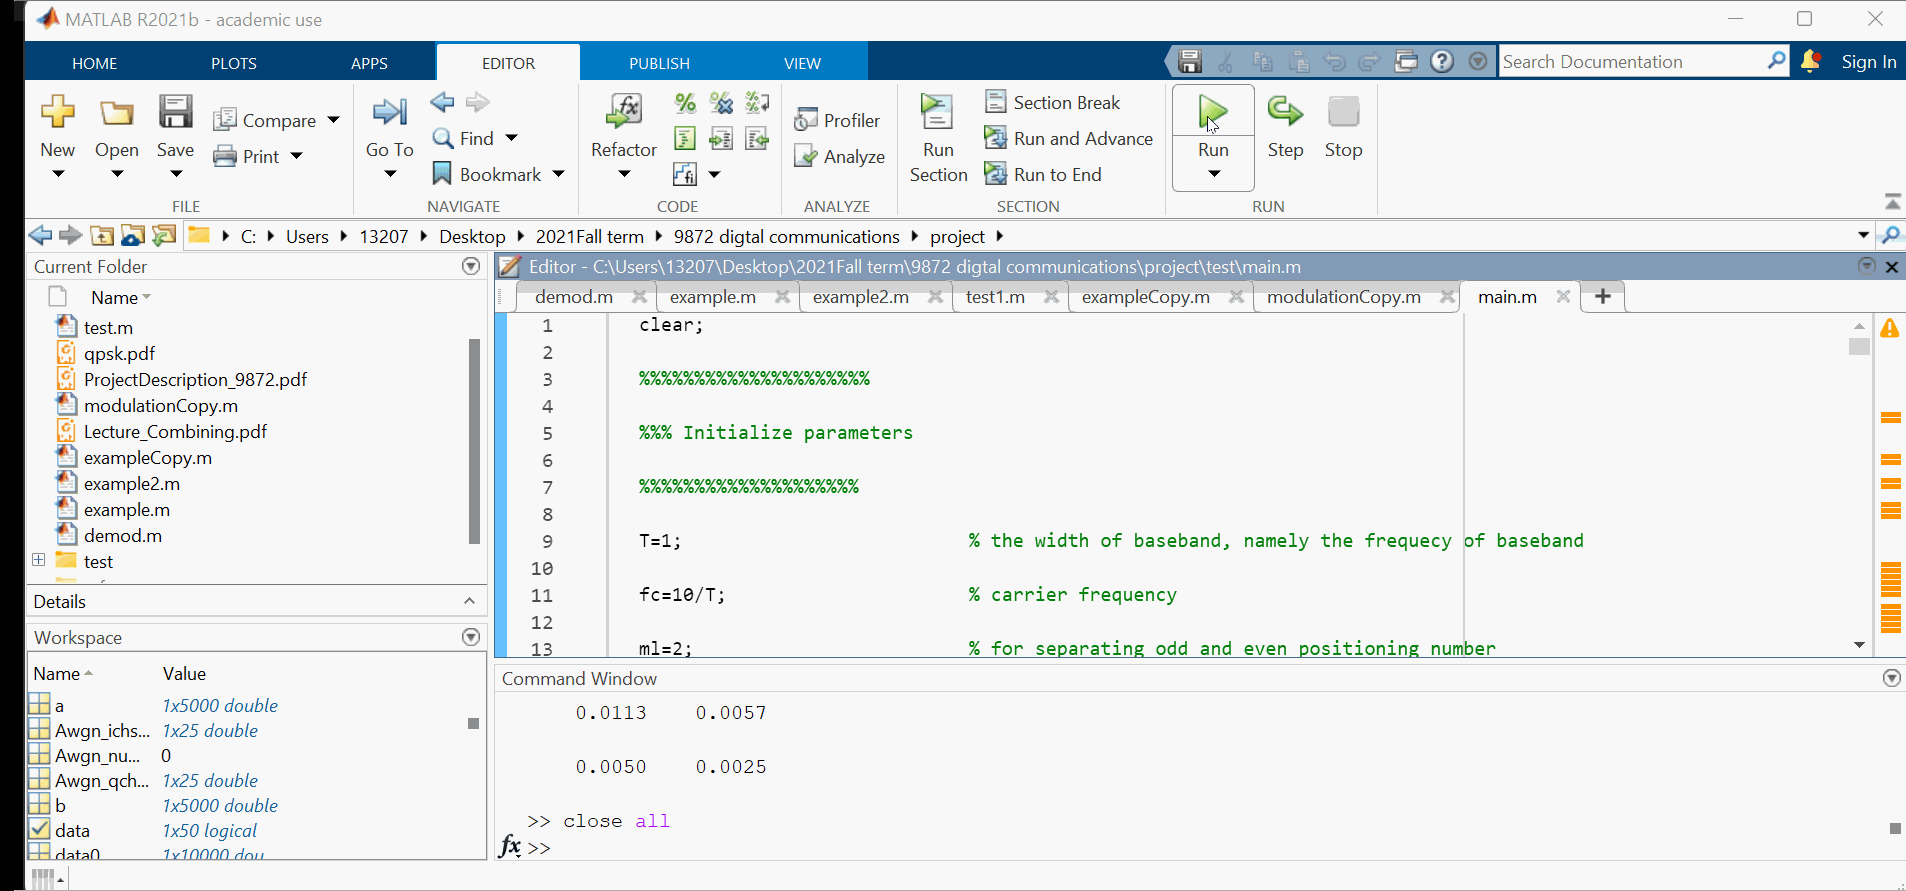 MATLAB R2021b - academic use
HOME PLOTS APPS EDITOR PUBLISH VIEW Search Documentation Sign In
New Open Save Compare Print
FILE
Go To Find Bookmark
NAVIGATE
Refactor
CODE
Profiler Analyze
ANALYZE
Run Section Section Break Run and Advance Run to End
SECTION
Run Step Stop
RUN
C: Users 13207 Desktop 2021Fall term 9872 digtal communications project
Current Folder
Name
test.m
qpsk.pdf
ProjectDescription_9872.pdf
modulationCopy.m
Lecture_Combining.pdf
exampleCopy.m
example2.m
example.m
demod.m
test
Details
Workspace
Name Value
a 1x5000 double
Awgn_ichs... 1x25 double
Awgn_nu... 0
Awgn_qch... 1x25 double
b 1x5000 double
data 1x50 logical
data0 1x10000 dou
Editor - C:\Users\13207\Desktop\2021Fall term\9872 digtal communications\project\test\main.m
demod.m example.m example2.m test1.m exampleCopy.m modulationCopy.m main.m
1 clear;
2
3 %%%%%%%%%%%%%%%%%%%%%
4
5 %%% Initialize parameters
6
7 %%%%%%%%%%%%%%%%%%%%
8
9 T=1; % the width of baseband, namely the frequecy of baseband
10
11 fc=10/T; % carrier frequency
12
13 ml=2; % for separating odd and even positioning number
Command Window
0.0113 0.0057
0.0050 0.0025
>> close all
fx >>